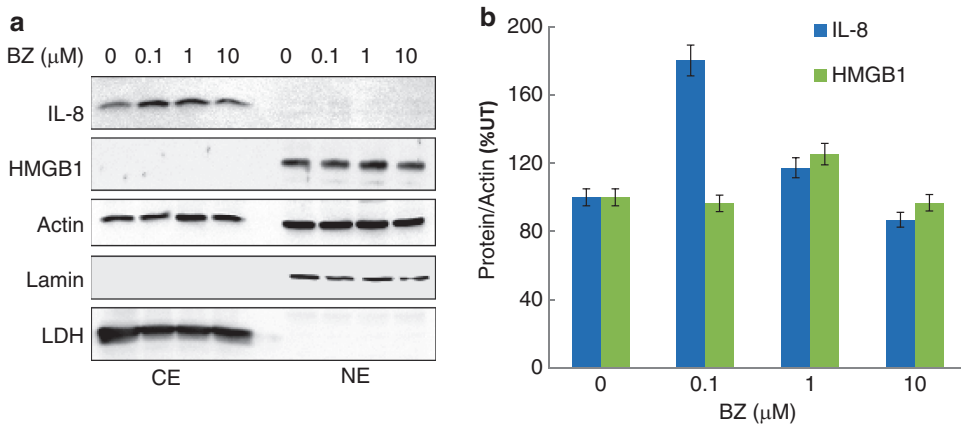 a
BZ (μM) 0 0.1 1 10 0 0.1 1 10
IL-8
HMGB1
Actin
Lamin
LDH
CE NE
b
IL-8
HMGB1
Protein/Actin (%UT)
200
160
120
80
40
0
0 0.1 1 10
BZ (μM)